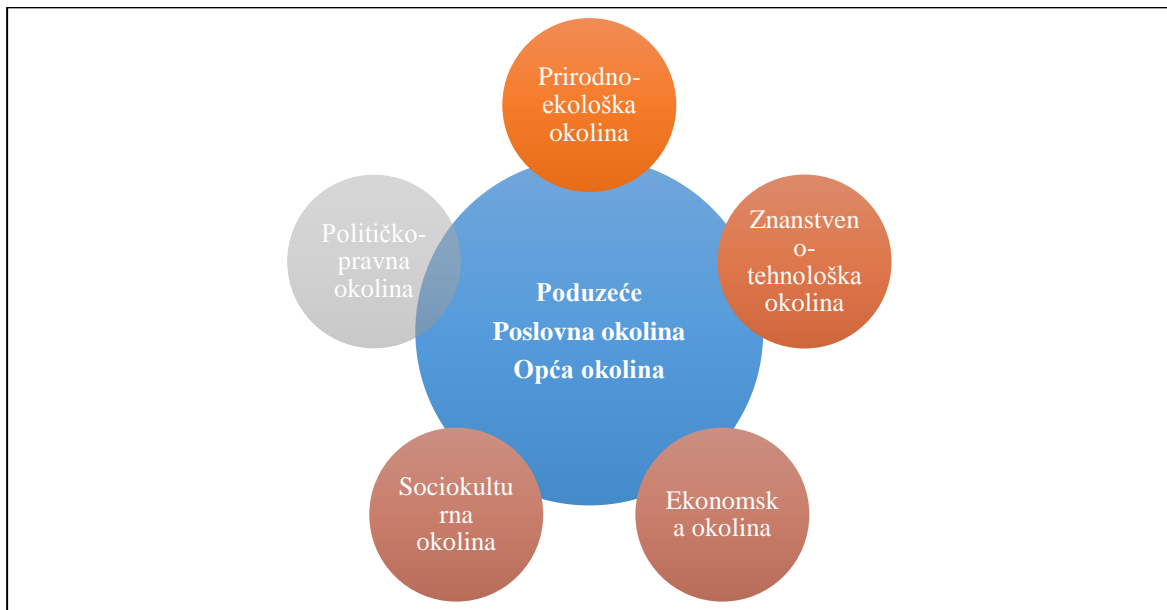 Prirodno-
ekološka
okolina
Znanstven
o-
tehnološka
okolina
Ekonomsk
a okolina
Sociokultu
rna
okolina
Političko-
pravna
okolina
Poduzeće
Poslovna okolina
Opća okolina